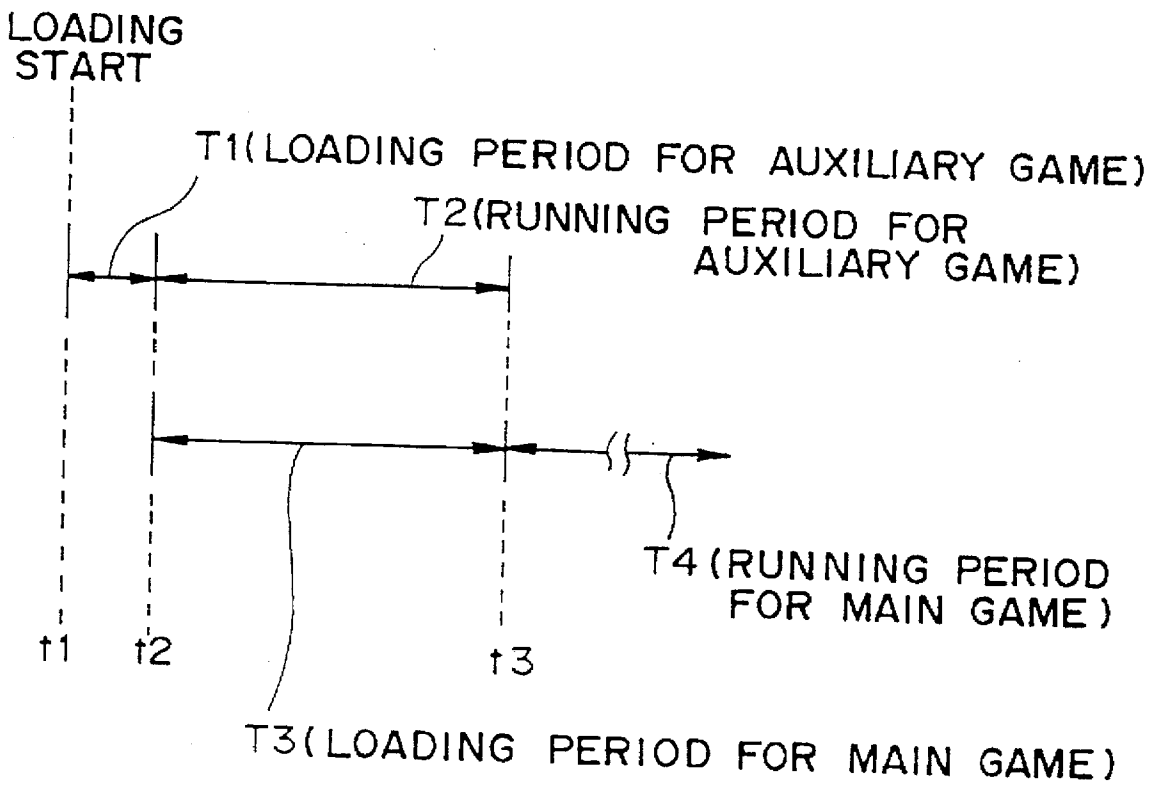 LOADING
START
T1(LOADING PERIOD FOR AUXILIARY GAME)
T2(RUNNING PERIOD FOR
AUXILIARY GAME)
T4(RUNNING PERIOD
FOR MAIN GAME)
t1 t2 t3
T3(LOADING PERIOD FOR MAIN GAME)